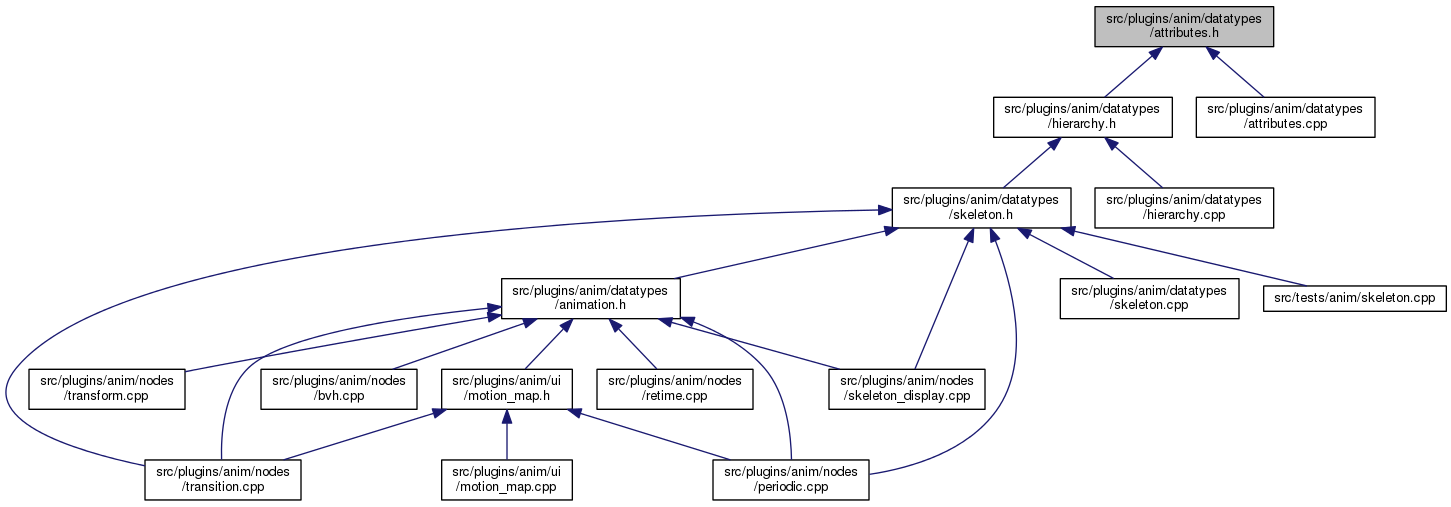 src/plugins/anim/datatypes
/attributes.h
src/plugins/anim/datatypes
/hierarchy.h
src/plugins/anim/datatypes
/attributes.cpp
src/plugins/anim/datatypes
/skeleton.h
src/plugins/anim/datatypes
/hierarchy.cpp
src/plugins/anim/datatypes
/animation.h
src/plugins/anim/datatypes
/skeleton.cpp
src/tests/anim/skeleton.cpp
src/plugins/anim/nodes
/transform.cpp
src/plugins/anim/nodes
/bvh.cpp
src/plugins/anim/ui
/motion_map.h
src/plugins/anim/nodes
/retime.cpp
src/plugins/anim/nodes
/skeleton_display.cpp
src/plugins/anim/nodes
/transition.cpp
src/plugins/anim/ui
/motion_map.cpp
src/plugins/anim/nodes
/periodic.cpp